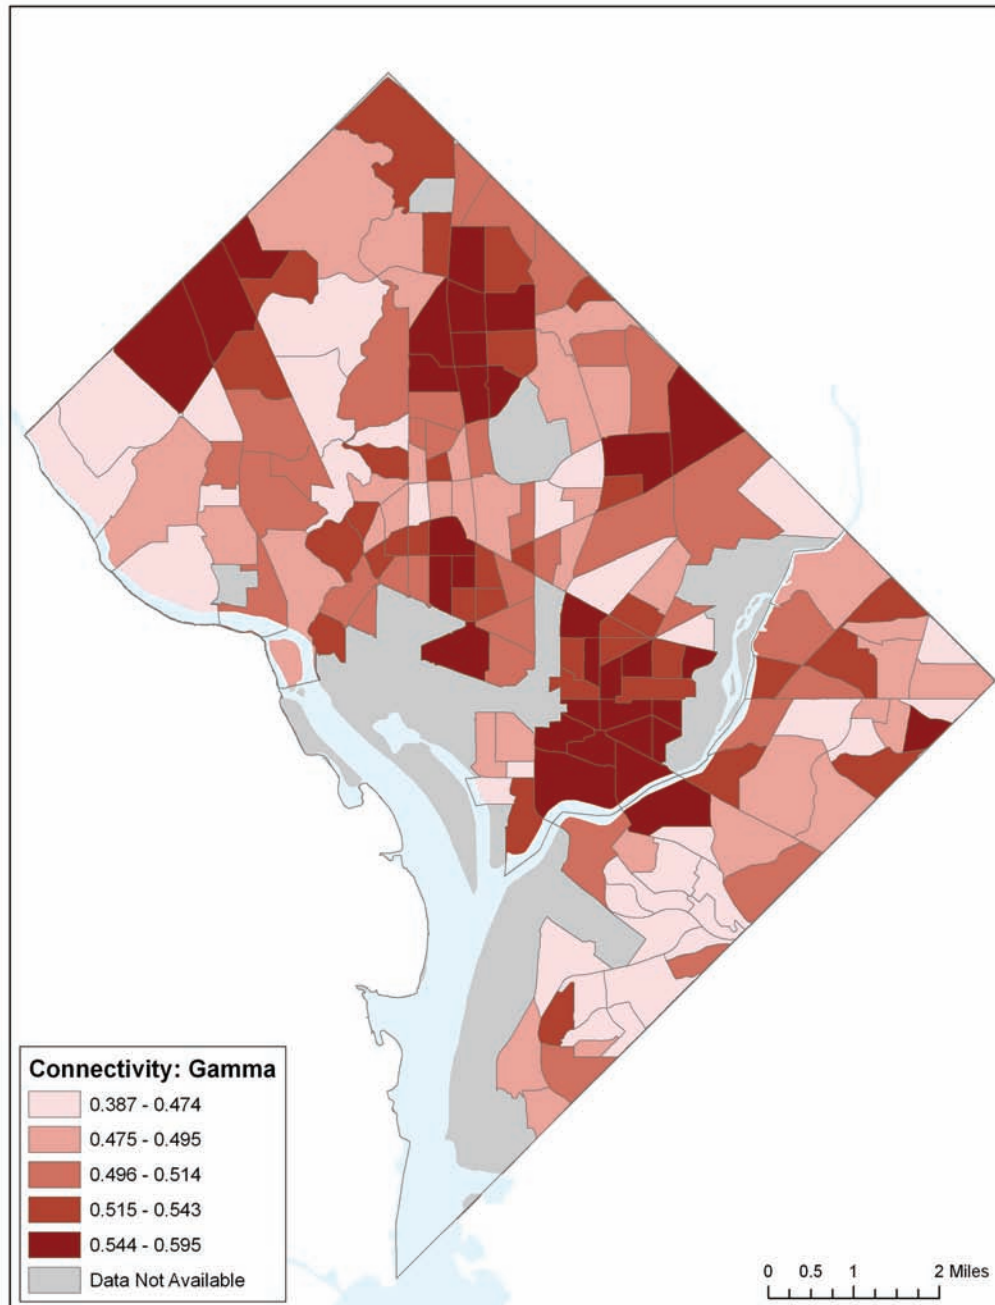 Connectivity: Gamma
0.387 - 0.474
0.475 - 0.495
0.496 - 0.514
0.515 - 0.543
0.544 - 0.595
Data Not Available
0 0.5 1 2 Miles